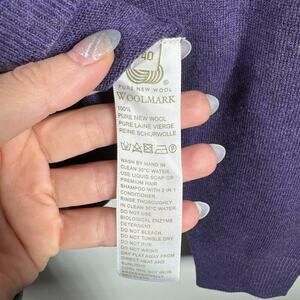 40
PURE NEW WOOL
WOOLMARK
100%
PURE NEW WOOL
PURE LAINE VIERGE
REINE SCHURWOLLE
WASH BY HAND IN
CLEAN 30°C WATER.
USE LIQUID SOAP OR
PREMIUM HAIR
SHAMPOO WITH 2 IN 1
CONDITIONER.
RINSE THOROUGHLY
IN CLEAN 30°C WATER.
DO NOT USE
BIOLOGICAL ENZYME
DETERGENT.
DO NOT BLEACH.
DO NOT TUMBLE DRY
DO NOT RUB.
DO NOT WRING.
DRY FLAT AWAY FROM
DIRECT HEAT AND
SUNLIGHT.